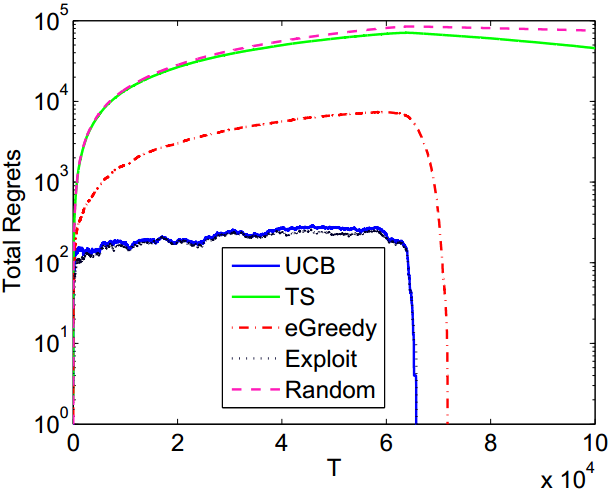 Total Regrets
10^5
10^4
10^3
10^2
10^1
10^0
UCB
TS
eGreedy
Exploit
Random
0 2 4 6 8 10
T
x 10^4